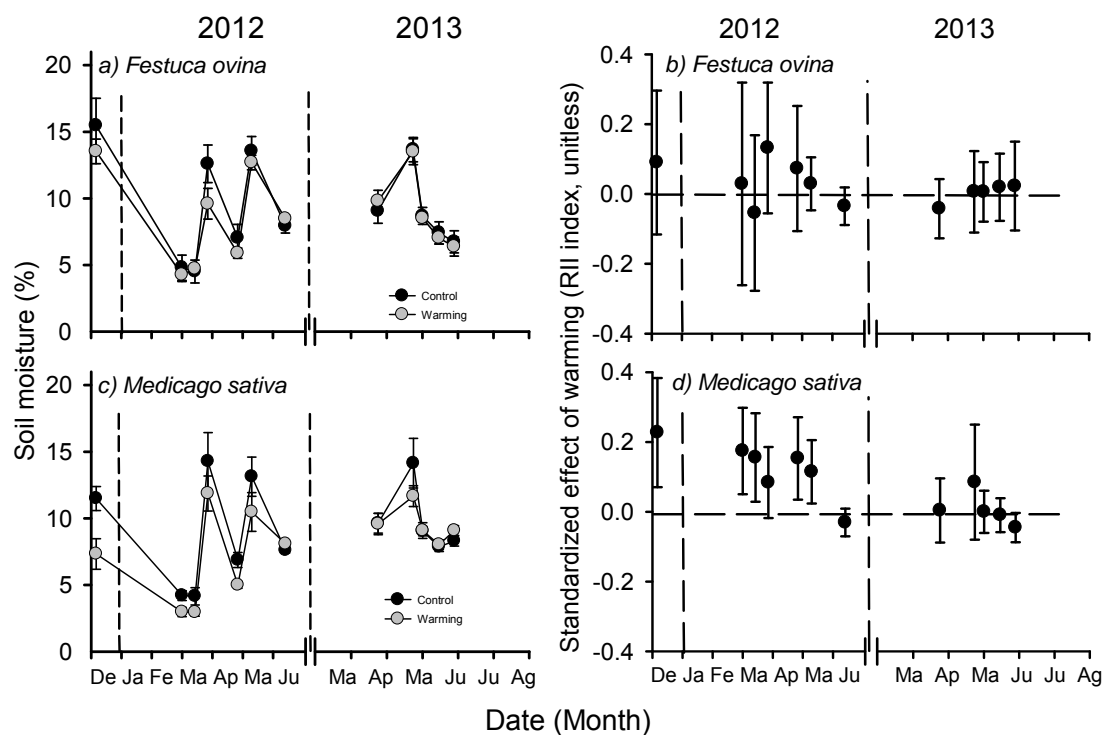 2012
2013
2012
2013
Soil moisture (%)
20
15
10
5
0
a) Festuca ovina
Control
Warming
Standardized effect of warming (RII index, unitless)
0.4
0.2
0.0
-0.2
-0.4
b) Festuca ovina
20
15
10
5
0
c) Medicago sativa
Control
Warming
De Ja Fe Ma Ap Ma Ju
Ma Ap Ma Ju Ju Ag
0.4
0.2
0.0
-0.2
-0.4
d) Medicago sativa
De Ja Fe Ma Ap Ma Ju
Ma Ap Ma Ju Ju Ag
Date (Month)